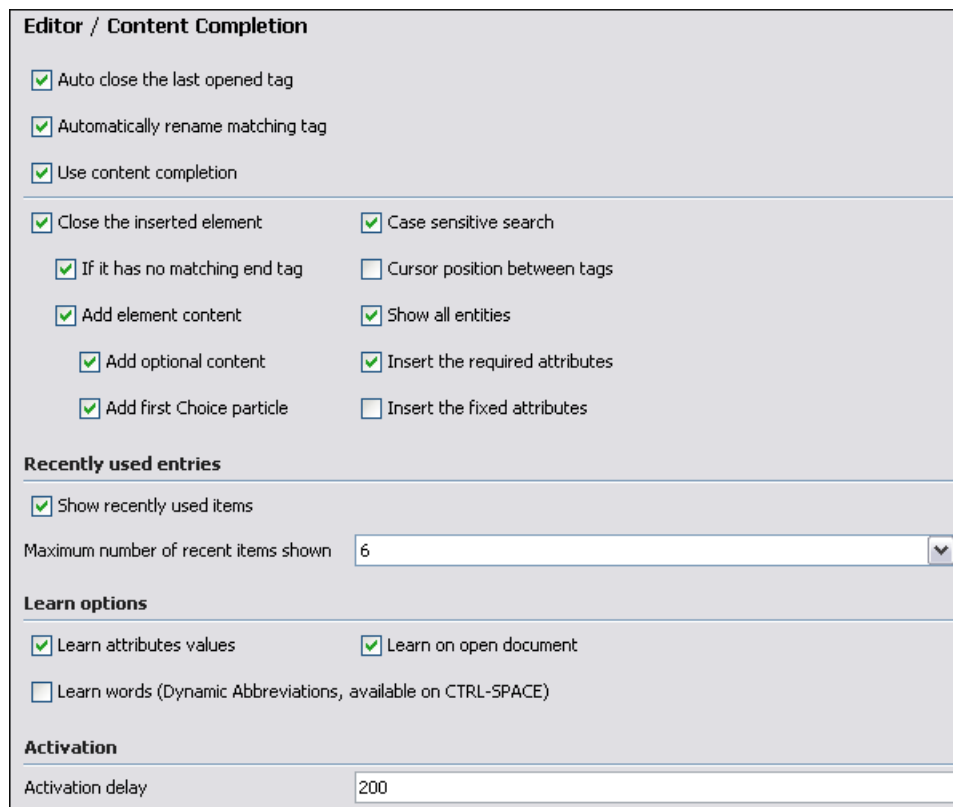 Editor / Content Completion
Auto close the last opened tag
Automatically rename matching tag
Use content completion
Close the inserted element
Case sensitive search
If it has no matching end tag
Cursor position between tags
Add element content
Show all entities
Add optional content
Insert the required attributes
Add first Choice particle
Insert the fixed attributes
Recently used entries
Show recently used items
Maximum number of recent items shown
6
Learn options
Learn attributes values
Learn on open document
Learn words (Dynamic Abbreviations, available on CTRL-SPACE)
Activation
Activation delay
200